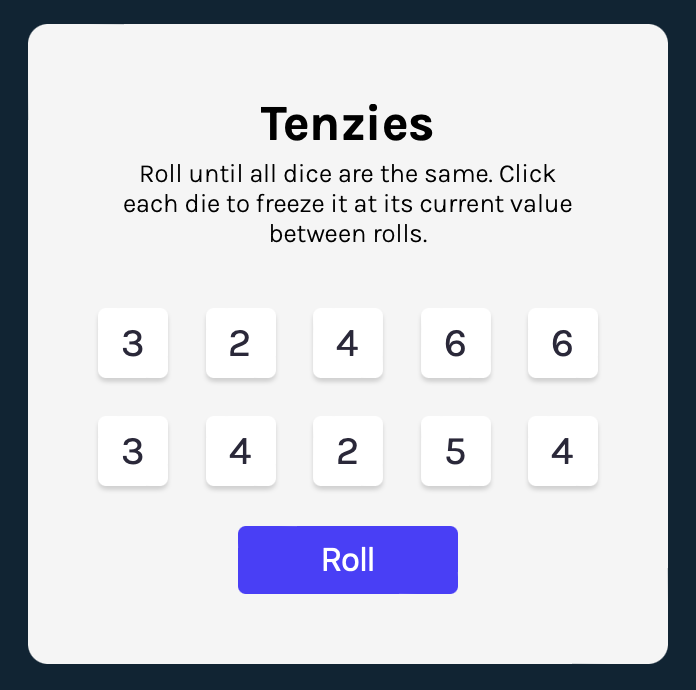 Tenzies
Roll until all dice are the same. Click
each die to freeze it at its current value
between rolls.
3 2 4 6 6
3 4 2 5 4
Roll